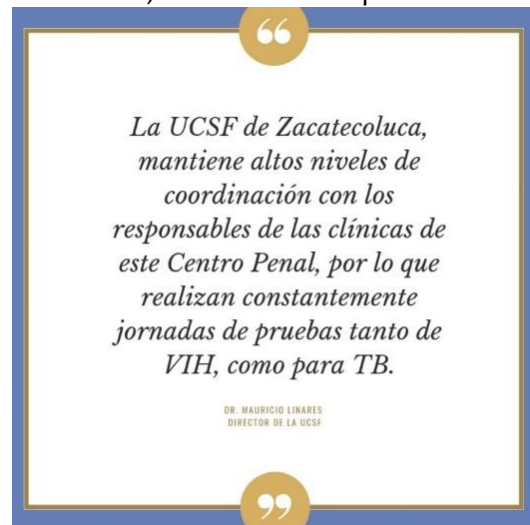 “
La UCSF de Zacatecoluca,
mantiene altos niveles de
coordinación con los
responsables de las clínicas de
este Centro Penal, por lo que
realizan constantemente
jornadas de pruebas tanto de
VIH, como para TB.
DR. MAURICIO LINARES
DIRECTOR DE LA UCSF
”